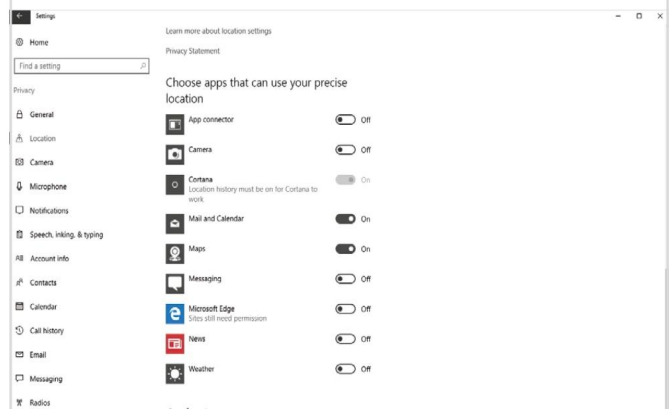 Settings
Home
Find a setting
Privacy
General
Location
Camera
Microphone
Notifications
Speech, inking, & typing
Account info
Contacts
Calendar
Call history
Email
Messaging
Radios
Learn more about location settings
Privacy Statement
Choose apps that can use your precise
location
App connector Off
Camera Off
Cortana On
Location history must be on for Cortana to
work
Mail and Calendar On
Maps On
Messaging Off
Microsoft Edge Off
Sites still need permission
News Off
Weather Off